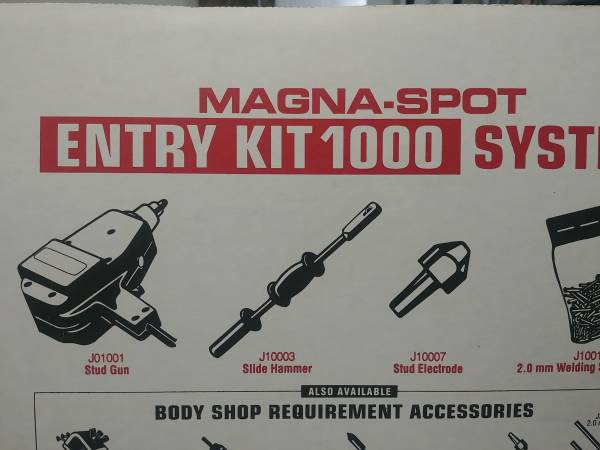 MAGNA-SPOT
ENTRY KIT 1000
J01001
Stud Gun
J10003
Slide Hammer
J10007
Stud Electrode
2.0 mm Welding
ALSO AVAILABLE
BODY SHOP REQUIREMENT ACCESSORIES